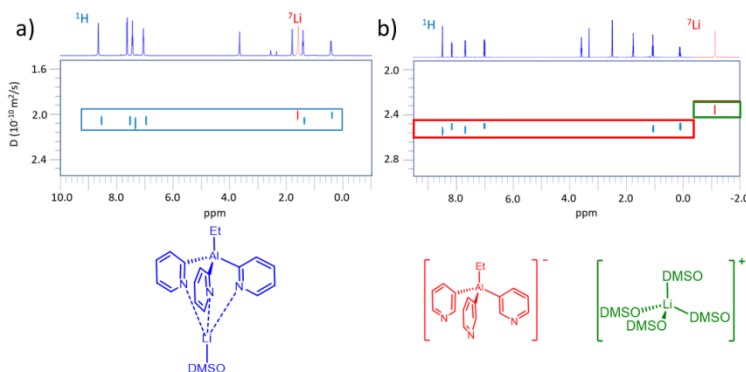 a)
¹H
⁷Li
D (10⁻¹⁰ m²/s)
1.6
2.0
2.4
10.0 8.0 6.0 4.0 2.0 0.0
ppm
Et
Al
N
N
N
Li
DMSO
b)
¹H
⁷Li
2.0
2.4
2.8
8.0 6.0 4.0 2.0 0.0 -2.0
ppm
Et
Al
N
N
N
−
DMSO
Li
DMSO
DMSO
DMSO
+